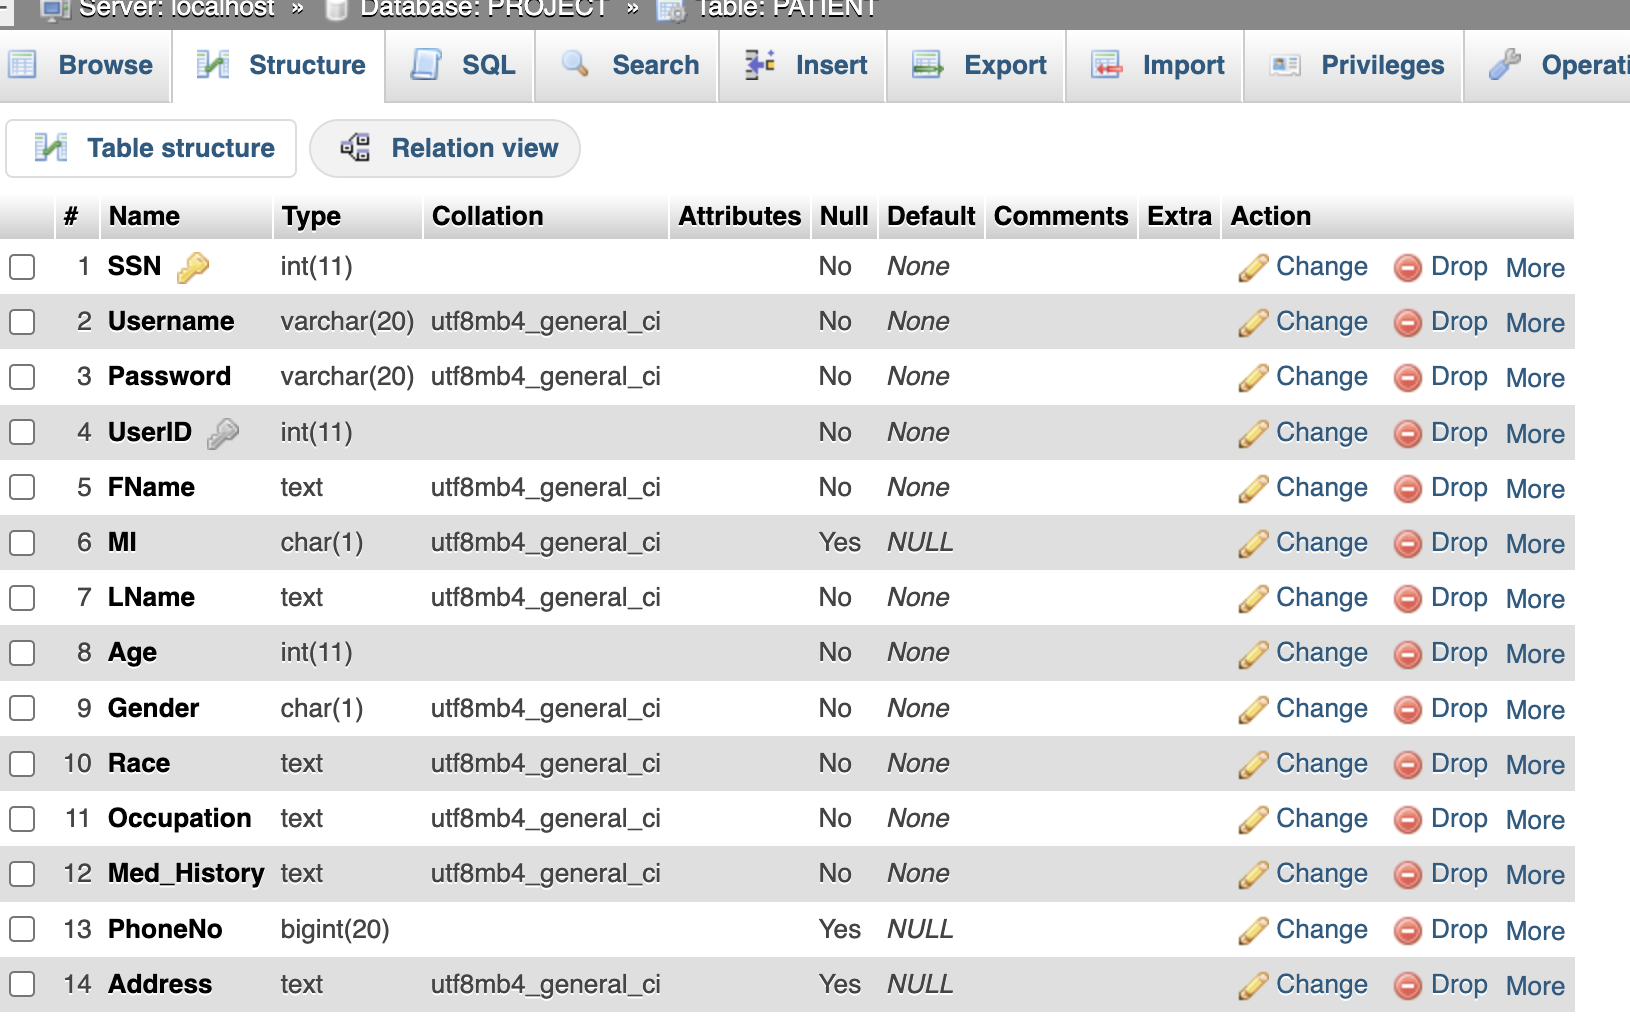 Server: localhost » Database: PROJECT » Table: PATIENT
Browse Structure SQL Search Insert Export Import Privileges Operati
Table structure Relation view
# Name Type Collation Attributes Null Default Comments Extra Action
1 SSN int(11) No None Change Drop More
2 Username varchar(20) utf8mb4_general_ci No None Change Drop More
3 Password varchar(20) utf8mb4_general_ci No None Change Drop More
4 UserID int(11) No None Change Drop More
5 FName text utf8mb4_general_ci No None Change Drop More
6 MI char(1) utf8mb4_general_ci Yes NULL Change Drop More
7 LName text utf8mb4_general_ci No None Change Drop More
8 Age int(11) No None Change Drop More
9 Gender char(1) utf8mb4_general_ci No None Change Drop More
10 Race text utf8mb4_general_ci No None Change Drop More
11 Occupation text utf8mb4_general_ci No None Change Drop More
12 Med_History text utf8mb4_general_ci No None Change Drop More
13 PhoneNo bigint(20) Yes NULL Change Drop More
14 Address text utf8mb4_general_ci Yes NULL Change Drop More